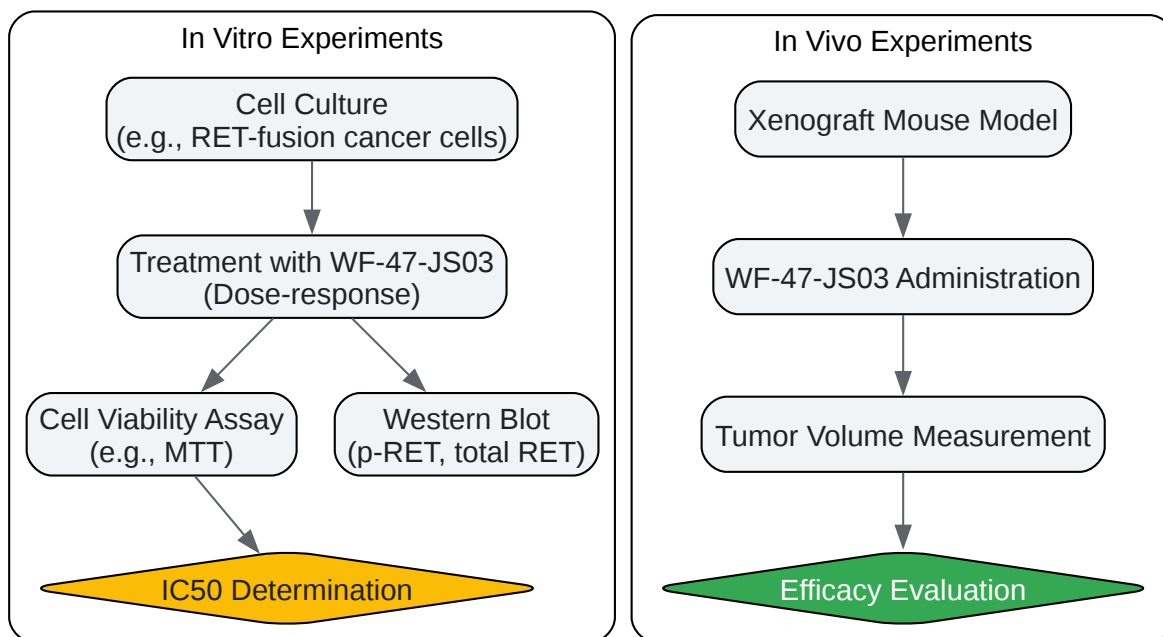 In Vitro Experiments
Cell Culture
(e.g., RET-fusion cancer cells)
Treatment with WF-47-JS03
(Dose-response)
Cell Viability Assay
(e.g., MTT)
Western Blot
(p-RET, total RET)
IC50 Determination
In Vivo Experiments
Xenograft Mouse Model
WF-47-JS03 Administration
Tumor Volume Measurement
Efficacy Evaluation